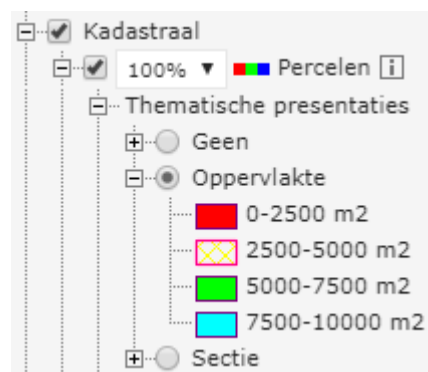 Kadastraal
100% ▼ Percelen i
Thematische presentaties
Geen
Oppervlakte
0-2500 m2
2500-5000 m2
5000-7500 m2
7500-10000 m2
Sectie